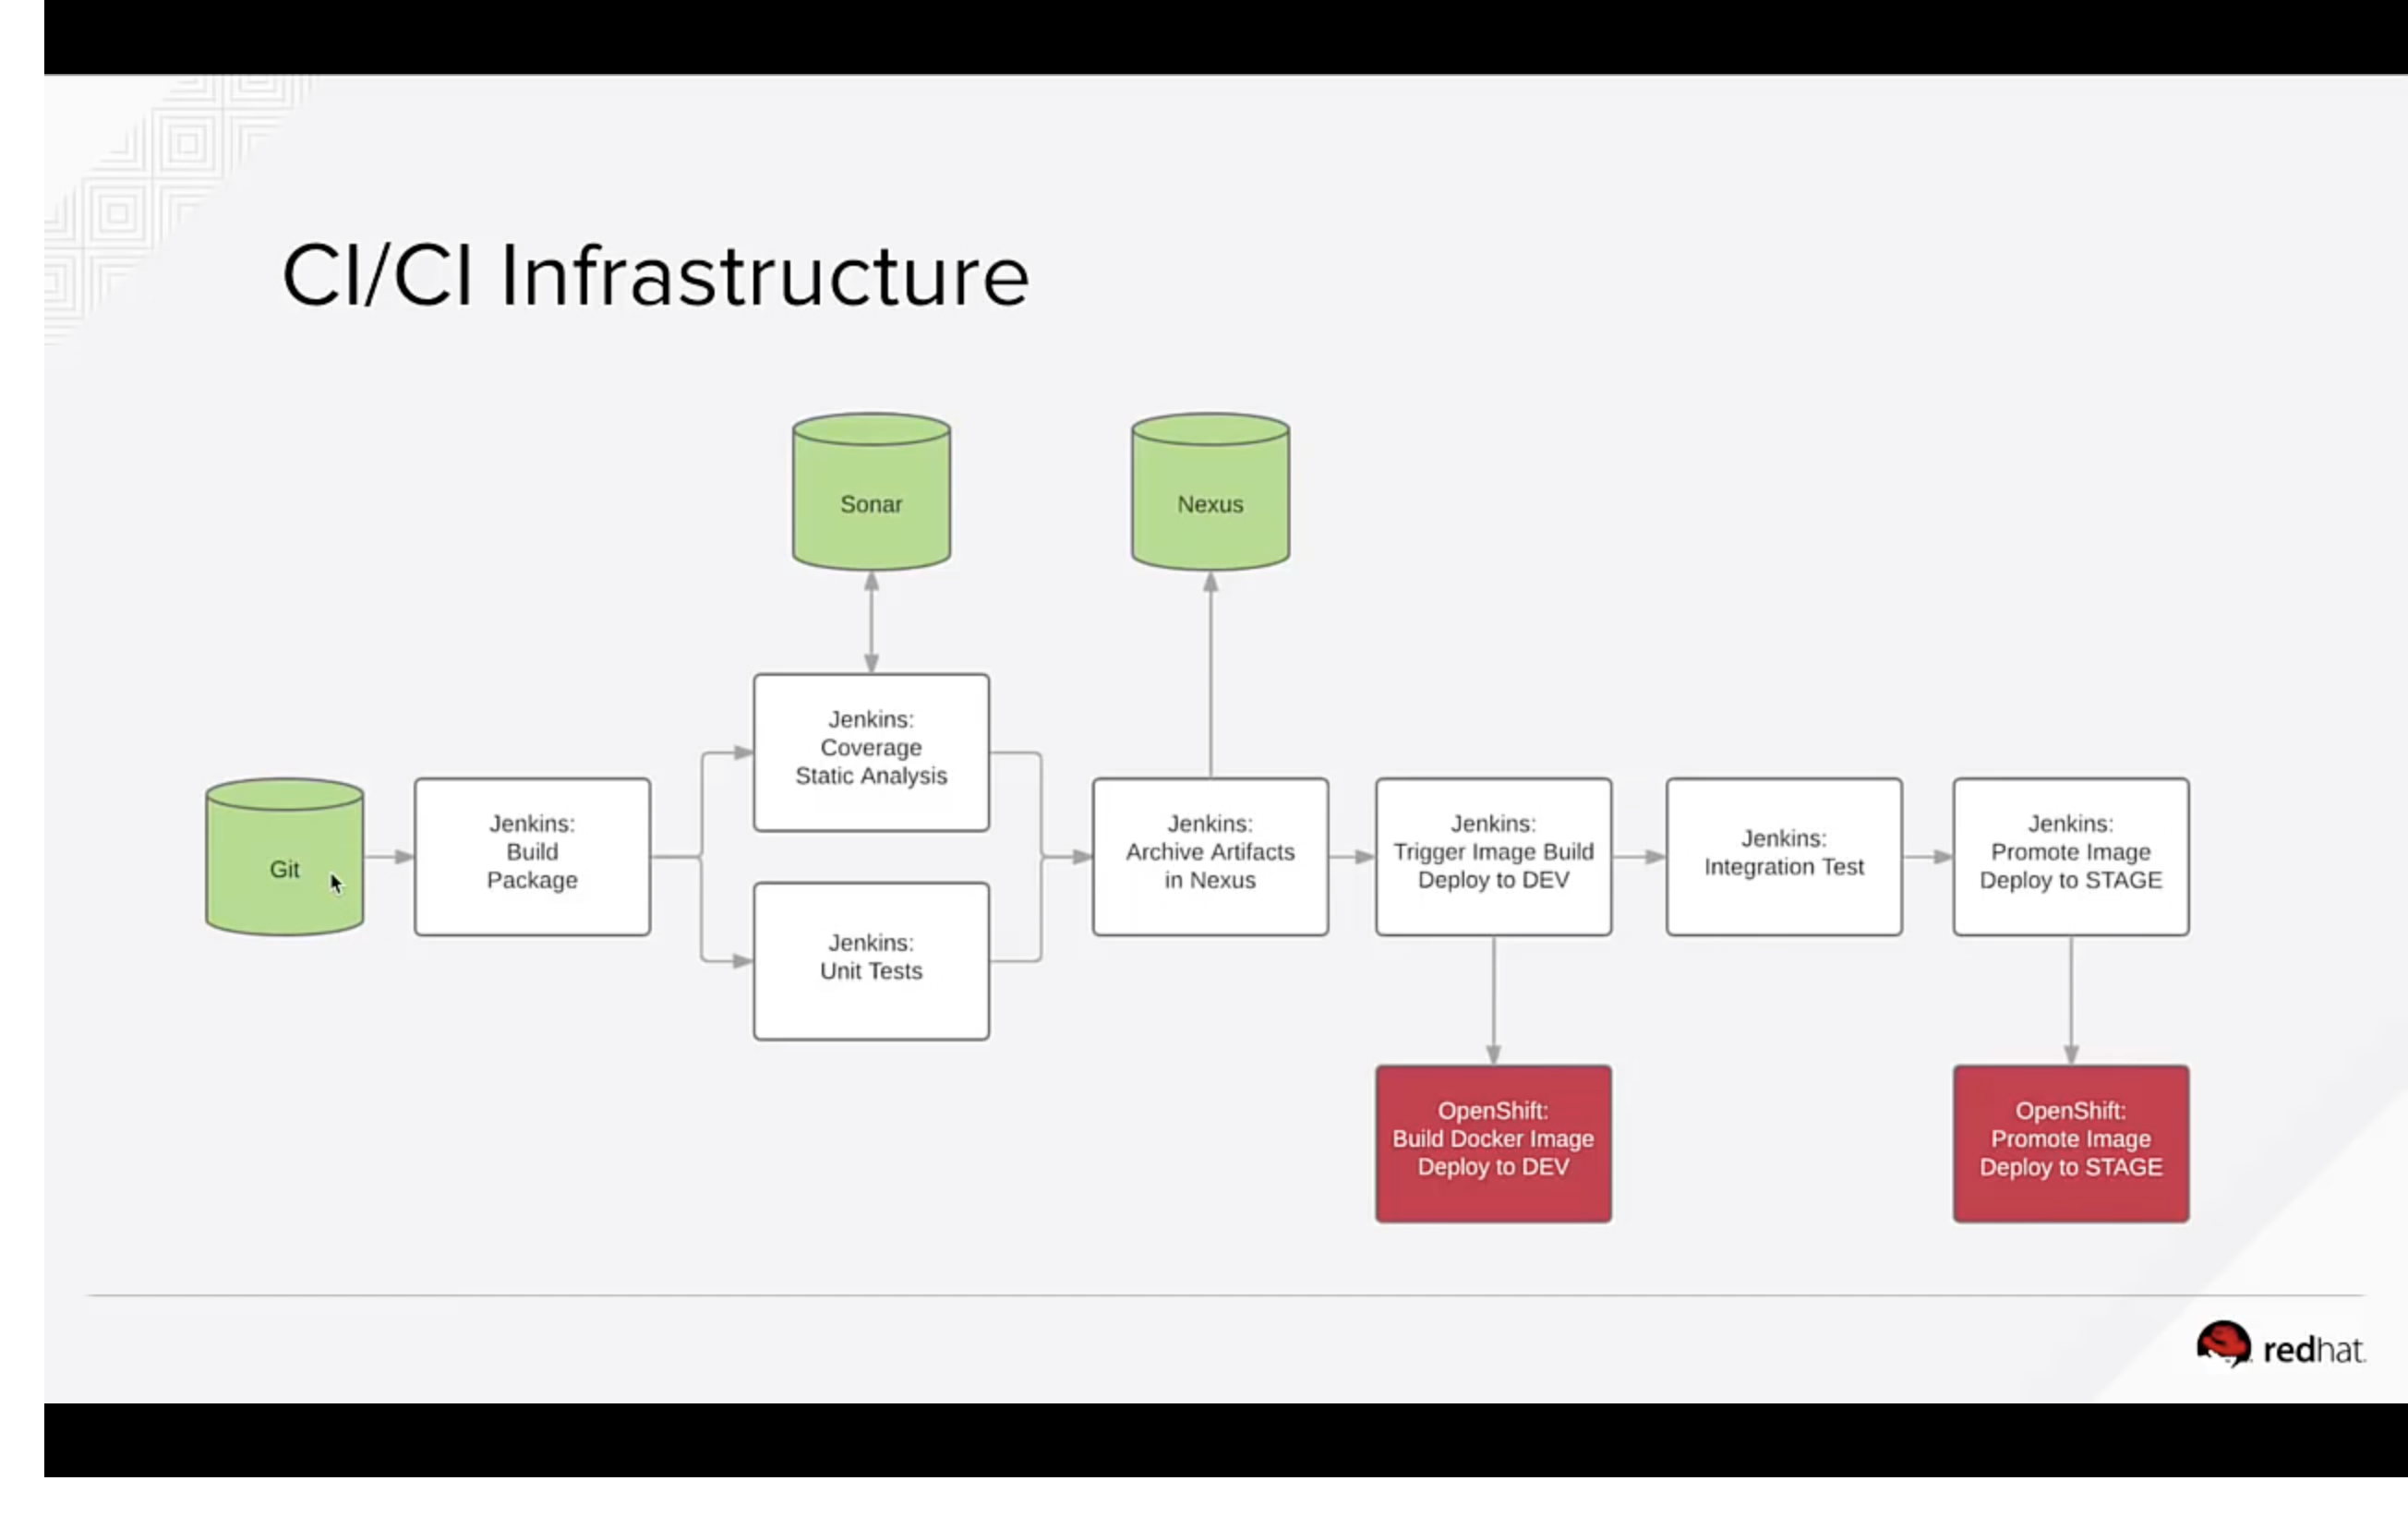 CI/CI Infrastructure
Sonar
Nexus
Git
Jenkins:
Build
Package
Jenkins:
Coverage
Static Analysis
Jenkins:
Unit Tests
Jenkins:
Archive Artifacts
in Nexus
Jenkins:
Trigger Image Build
Deploy to DEV
Jenkins:
Integration Test
Jenkins:
Promote Image
Deploy to STAGE
OpenShift:
Build Docker Image
Deploy to DEV
OpenShift:
Promote Image
Deploy to STAGE
redhat.